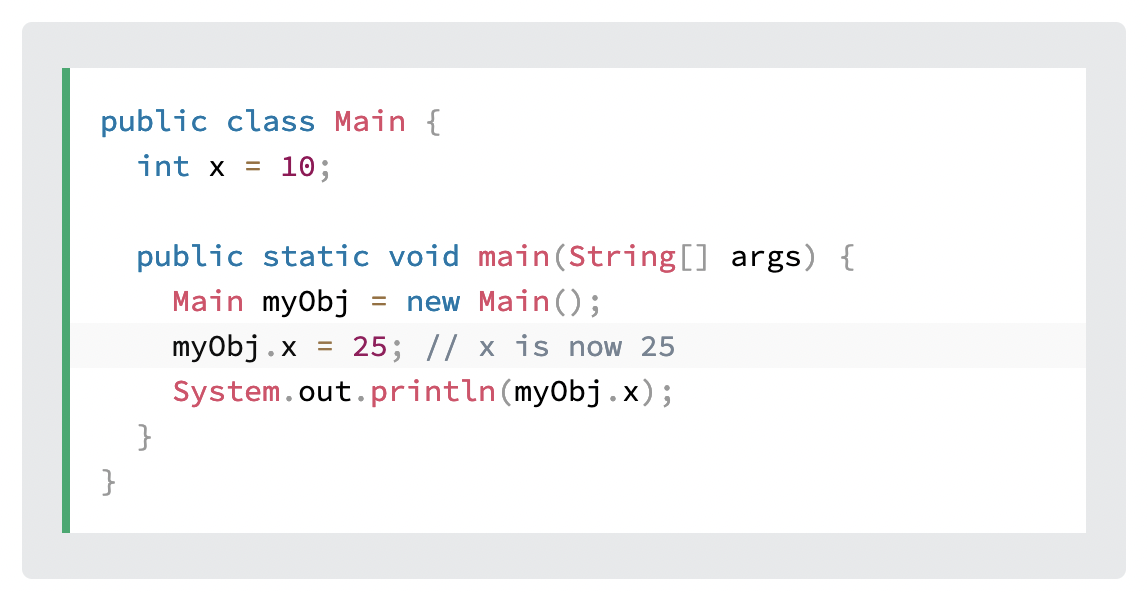 public class Main {
  int x = 10;

  public static void main(String[] args) {
    Main myObj = new Main();
    myObj.x = 25; // x is now 25
    System.out.println(myObj.x);
  }
}